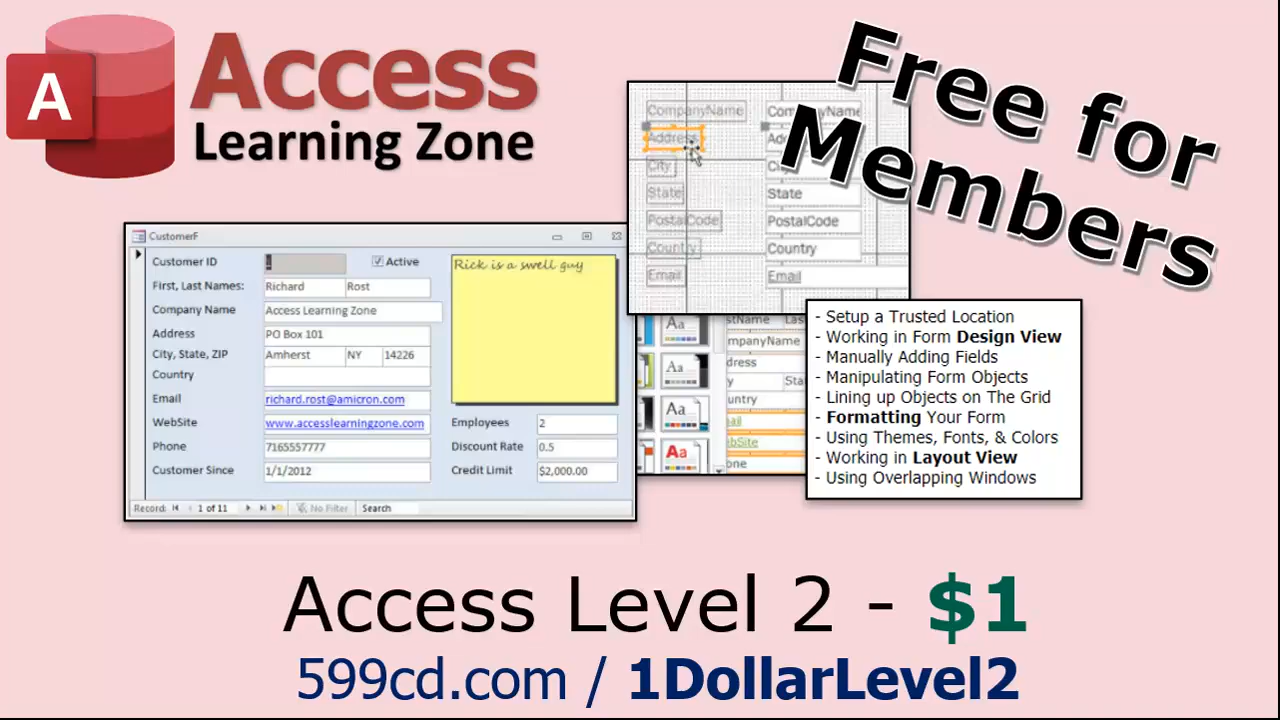 A
Access
Learning Zone
Free for
Members
CompanyName CompanyName
Address
City
State State
PostalCode PostalCode
Country Country
Email Email
CustomerF
Customer ID Active
First, Last Names: Richard Rost
Company Name Access Learning Zone
Address PO Box 101
City, State, ZIP Amherst NY 14226
Country
Email richard.rost@amicron.com
WebSite www.accesslearningzone.com
Phone 7165557777
Customer Since 1/1/2012
Rick is a swell guy
Employees 2
Discount Rate 0.5
Credit Limit $2,000.00
Record: 1 of 11 No Filter Search
Aa
Aa
Aa
Aa
- Setup a Trusted Location
- Working in Form Design View
- Manually Adding Fields
- Manipulating Form Objects
- Lining up Objects on The Grid
- Formatting Your Form
- Using Themes, Fonts, & Colors
- Working in Layout View
- Using Overlapping Windows
Access Level 2 - $1
599cd.com / 1DollarLevel2